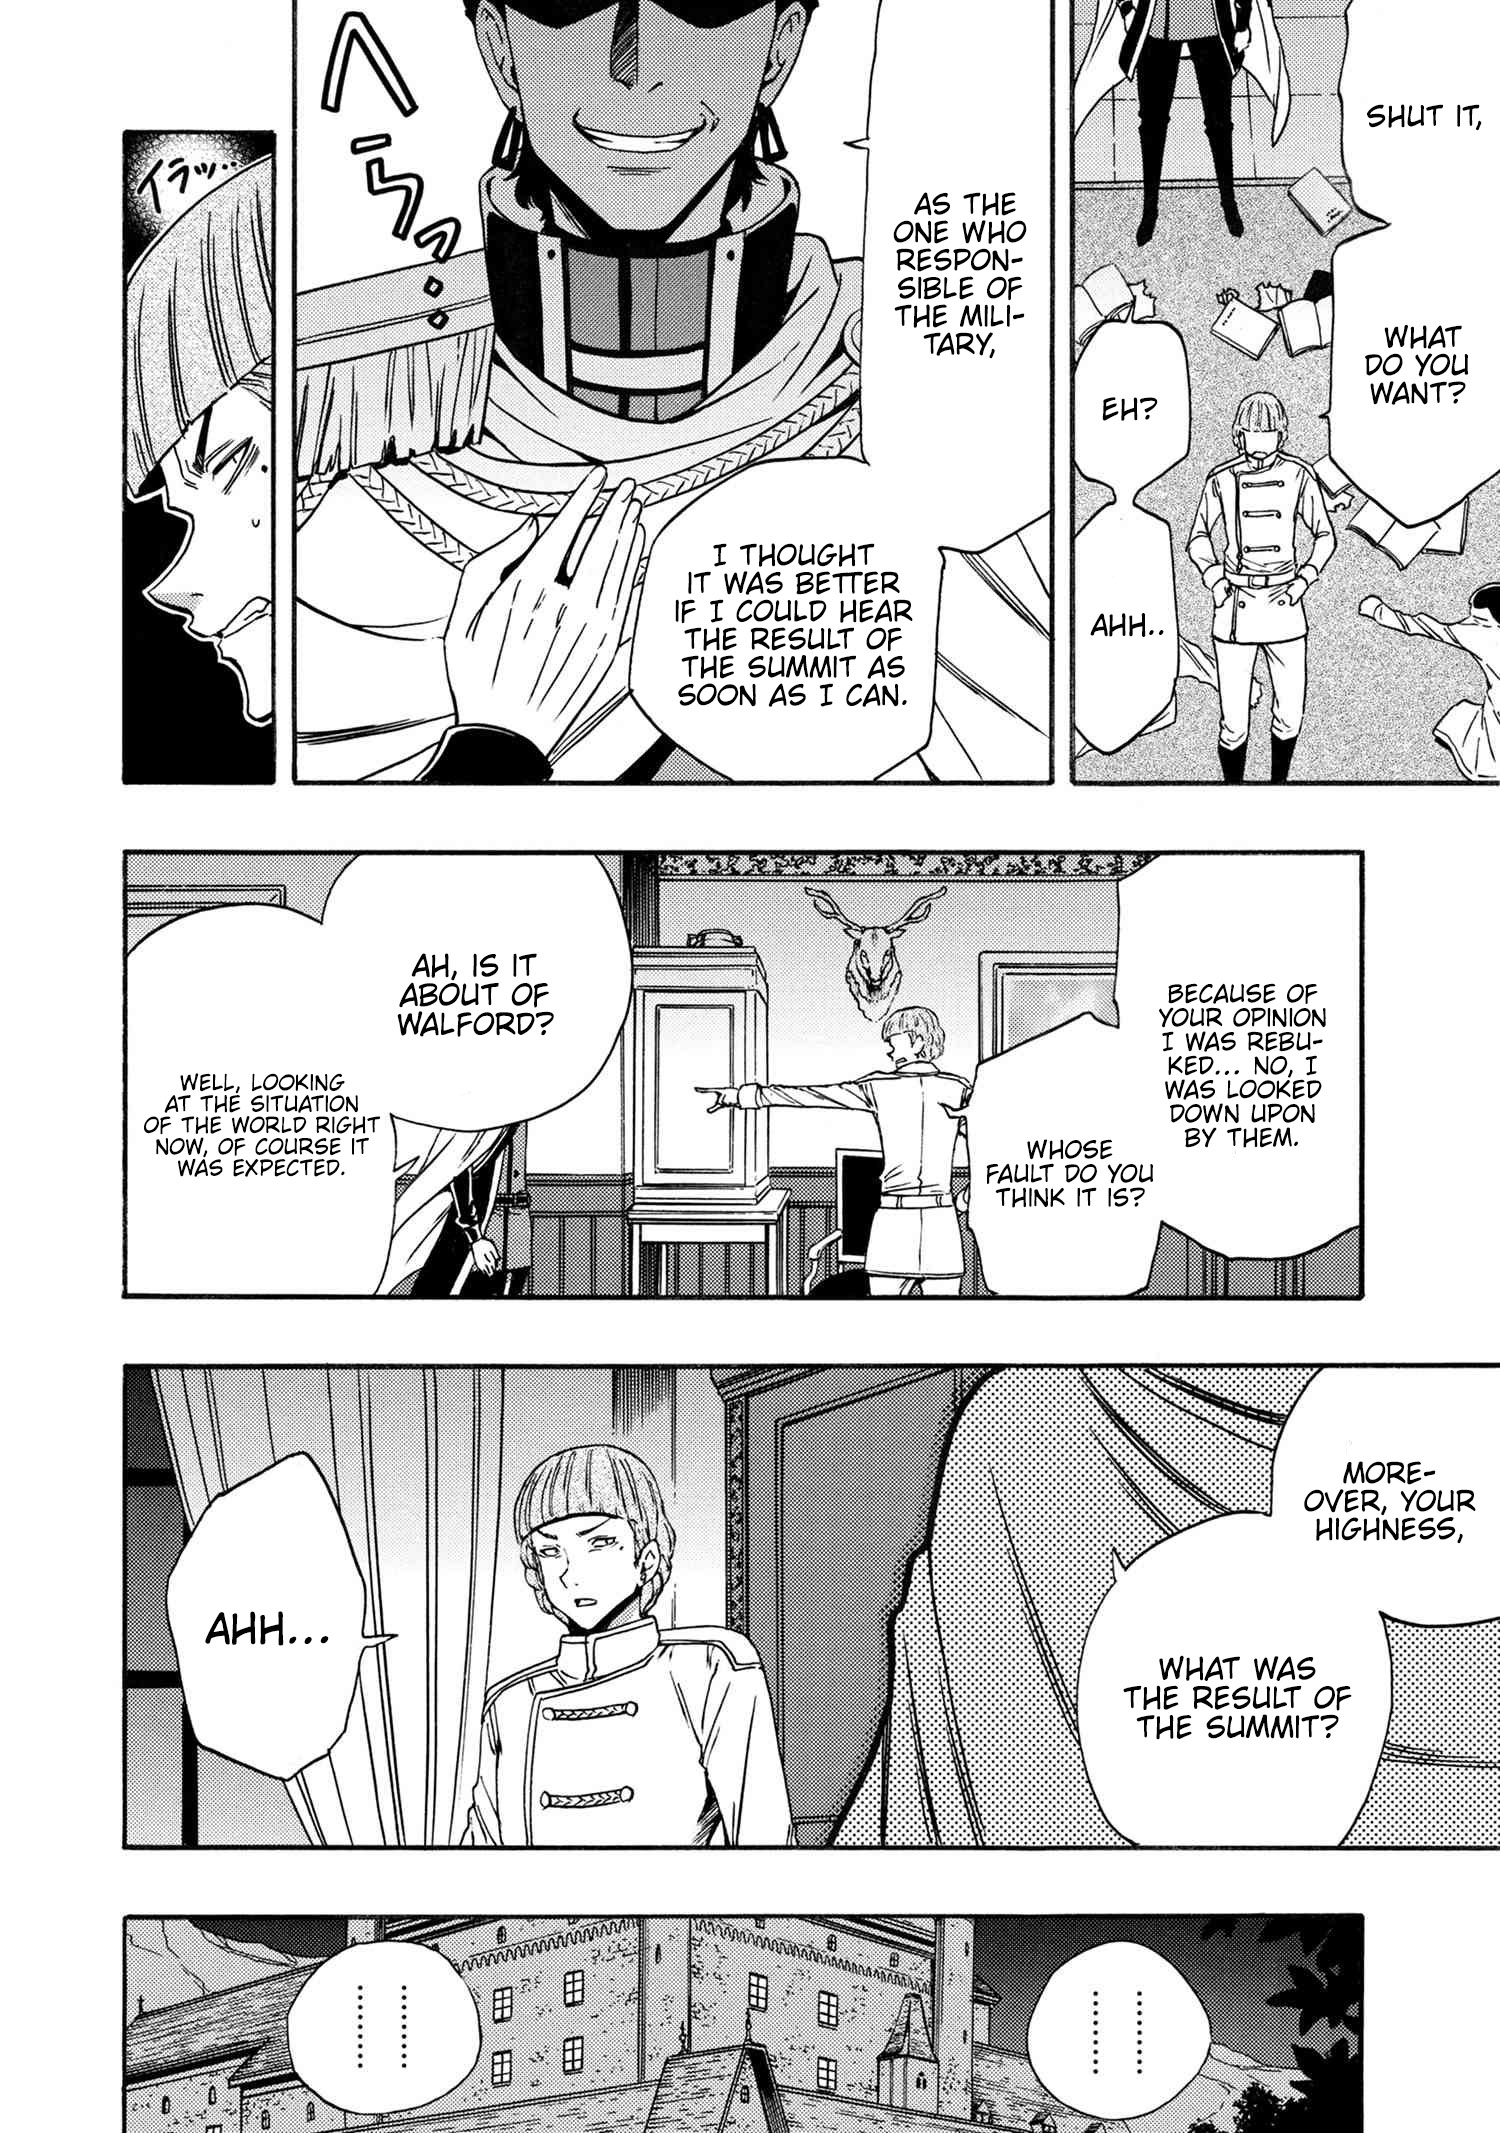 SHUT IT,
WHAT
DO YOU
WANT?
EH?
AHH..
AS THE
ONE WHO
RESPON-
SIBLE OF
THE MILI-
TARY,
I THOUGHT
IT WAS BETTER
IF I COULD HEAR
THE RESULT OF
THE SUMMIT AS
SOON AS I CAN.
へらっ…
イラッ…
BECAUSE OF
YOUR OPINION
I WAS REBU-
KED... NO, I
WAS LOOKED
DOWN UPON
BY THEM.
WHOSE
FAULT DO YOU
THINK IT IS?
AH, IS IT
ABOUT OF
WALFORD?
WELL, LOOKING
AT THE SITUATION
OF THE WORLD RIGHT
NOW, OF COURSE IT
WAS EXPECTED.
MORE-
OVER, YOUR
HIGHNESS,
WHAT WAS
THE RESULT OF
THE SUMMIT?
AHH...
............
............